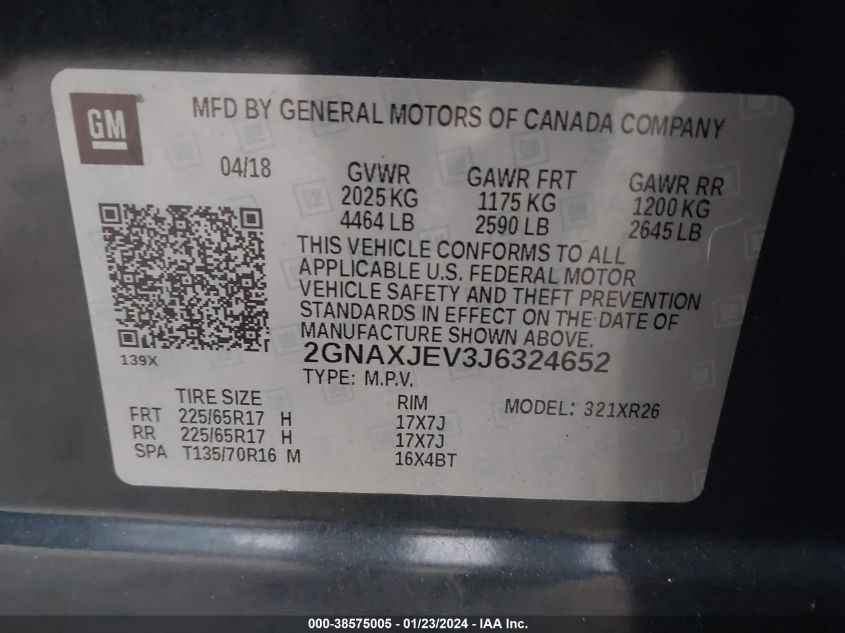 GM
MFD BY GENERAL MOTORS OF CANADA COMPANY
04/18
GVWR
2025 KG
4464 LB
GAWR FRT
1175 KG
2590 LB
GAWR RR
1200 KG
2645 LB
THIS VEHICLE CONFORMS TO ALL
APPLICABLE U.S. FEDERAL MOTOR
VEHICLE SAFETY AND THEFT PREVENTION
STANDARDS IN EFFECT ON THE DATE OF
MANUFACTURE SHOWN ABOVE.
139X
2GNAXJEV3J6324652
TYPE: M.P.V.
TIRE SIZE RIM MODEL: 321XR26
FRT 225/65R17 H 17X7J
RR 225/65R17 H 17X7J
SPA T135/70R16 M 16X4BT
000-38575005 - 01/23/2024 - IAA, Inc.